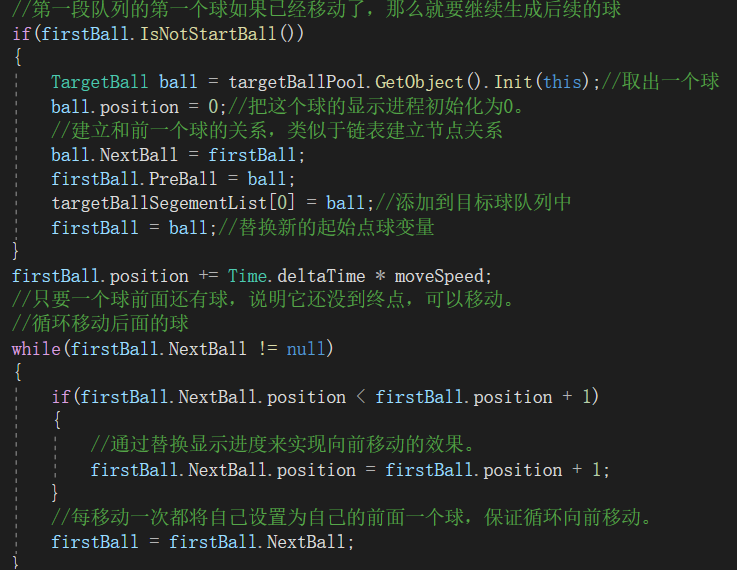 //第一段队列的第一个球如果已经移动了，那么就要继续生成后续的球
if(firstBall.IsNotStartBall())
{
TargetBall ball = targetBallPool.GetObject().Init(this);//取出一个球
ball.position = 0;//把这个球的显示进程初始化为0。
//建立和前一个球的关系，类似于链表建立节点关系
ball.NextBall = firstBall;
firstBall.PreBall = ball;
targetBallSegementList[0] = ball;//添加到目标球队列中
firstBall = ball;//替换新的起始点球变量
}
firstBall.position += Time.deltaTime * moveSpeed;
//只要一个球前面还有球，说明它还没到终点，可以移动。
//循环移动后面的球
while(firstBall.NextBall != null)
{
if(firstBall.NextBall.position < firstBall.position + 1)
{
//通过替换显示进度来实现向前移动的效果。
firstBall.NextBall.position = firstBall.position + 1;
}
//每移动一次都将自己设置为自己的前面一个球，保证循环向前移动。
firstBall = firstBall.NextBall;
}